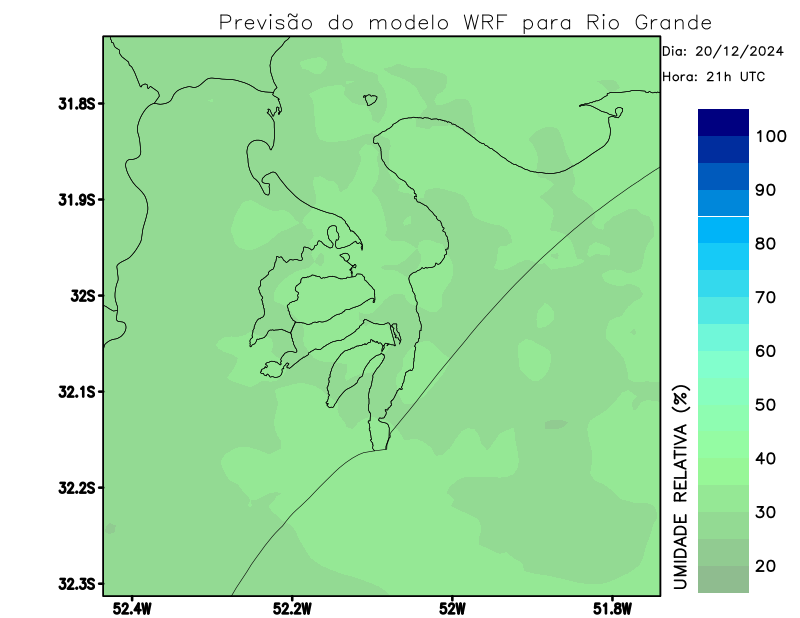 Previsão do modelo WRF para Rio Grande
Dia: 20/12/2024
Hora: 21h UTC
31.8S
31.9S
32S
32.1S
32.2S
32.3S
52.4W
52.2W
52W
51.8W
UMIDADE RELATIVA (%)
100
90
80
70
60
50
40
30
20